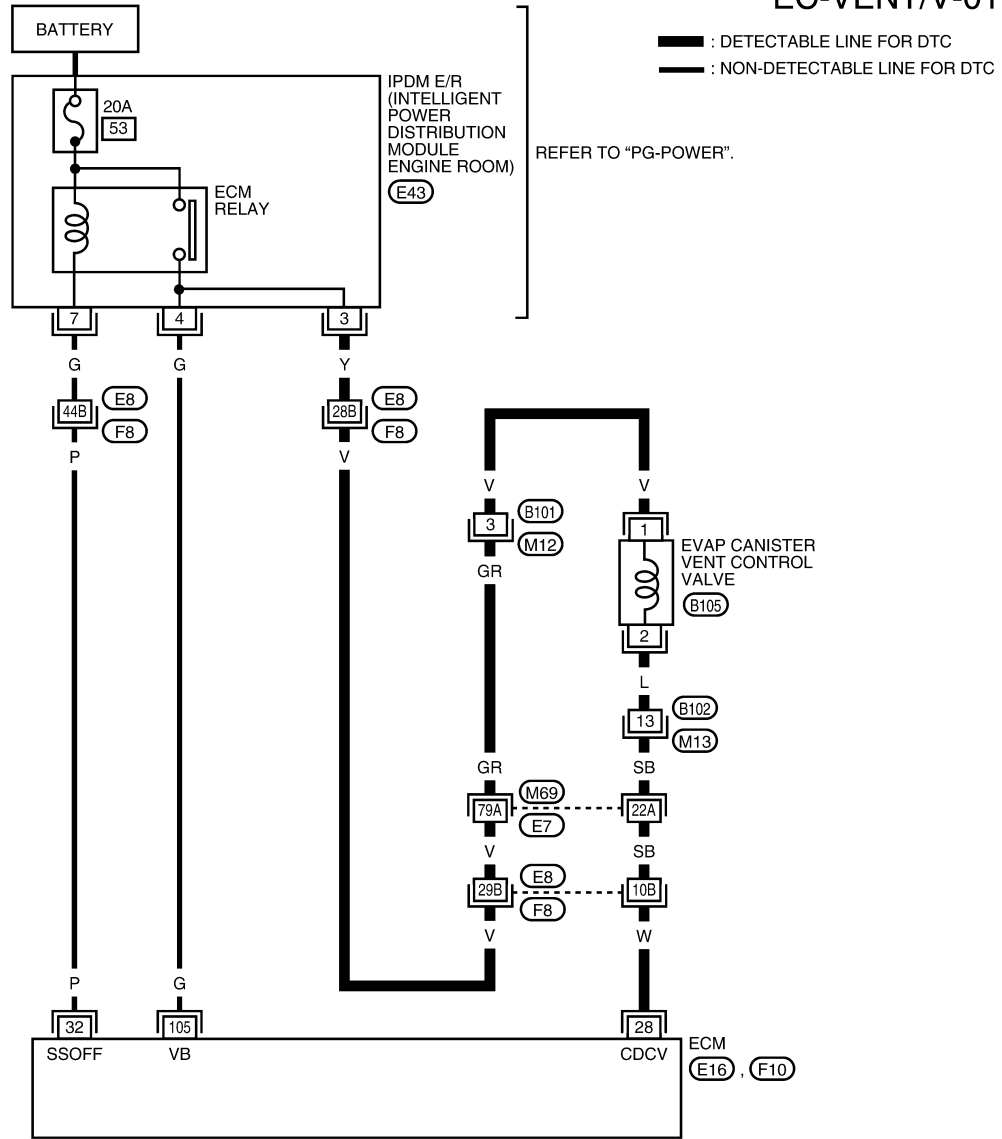 EC-VENT/V-01
BATTERY
: DETECTABLE LINE FOR DTC
: NON-DETECTABLE LINE FOR DTC
20A
53
IPDM E/R
(INTELLIGENT
POWER
DISTRIBUTION
MODULE
ENGINE ROOM)
E43
REFER TO “PG-POWER”.
ECM
RELAY
7
4
3
G
G
Y
44B
E8
F8
28B
E8
F8
P
V
V
V
3
B101
M12
1
EVAP CANISTER
VENT CONTROL
VALVE
B105
GR
2
L
13
B102
M13
GR
SB
79A
M69
E7
22A
V
SB
29B
E8
F8
10B
V
W
P
G
32
105
28
SSOFF
VB
CDCV
ECM
E16 , F10